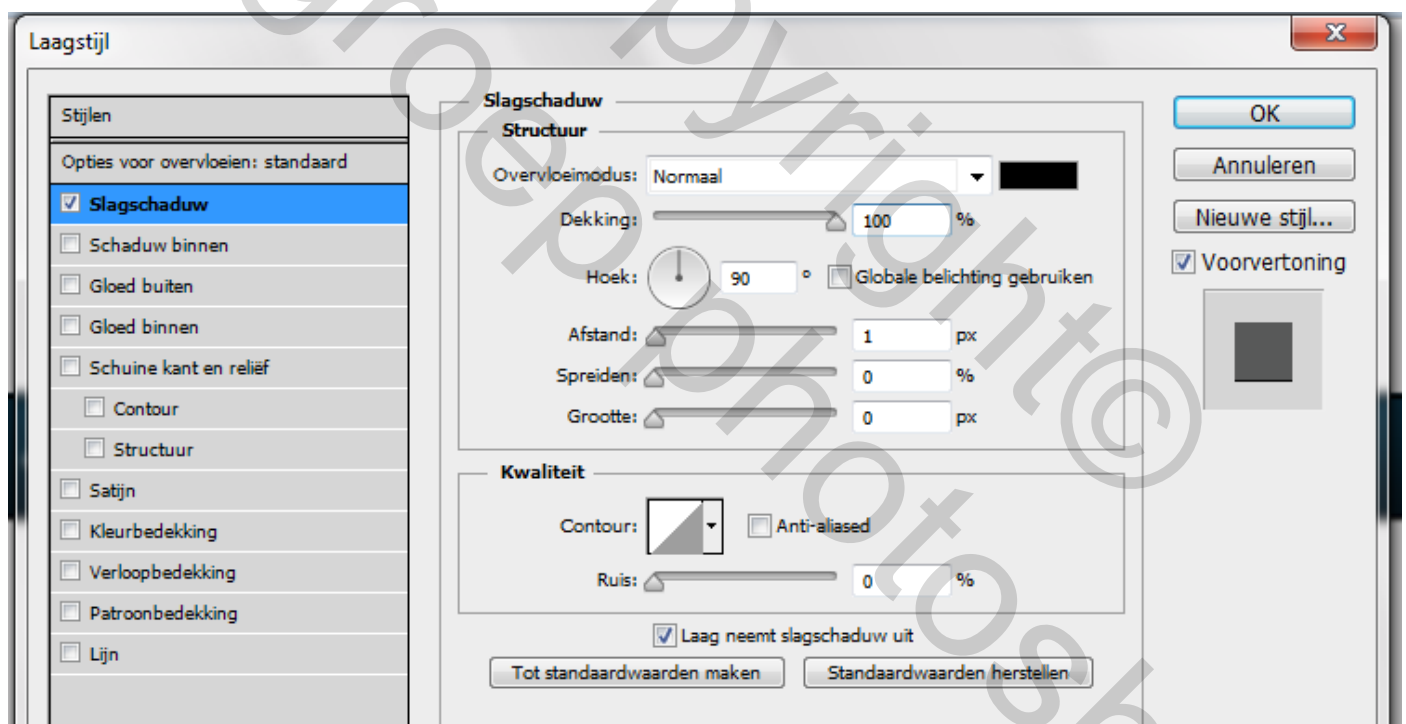 Laagstijl
Stijlen
Opties voor overvloeien: standaard
Slagschaduw
Schaduw binnen
Gloed buiten
Gloed binnen
Schuine kant en reliëf
Contour
Structuur
Satijn
Kleurbedekking
Verloopbedekking
Patroonbedekking
Lijn
Slagschaduw
Structuur
Overvloeimodus: Normaal
Dekking: 100 %
Hoek: 90 ° Globale belichting gebruiken
Afstand: 1 px
Spreiden: 0 %
Grootte: 0 px
Kwaliteit
Contour: Anti-aliased
Ruis: 0 %
Laag neemt slagschaduw uit
Tot standaardwaarden maken Standaardwaarden herstellen
OK
Annuleren
Nieuwe stijl...
Voorvertoning